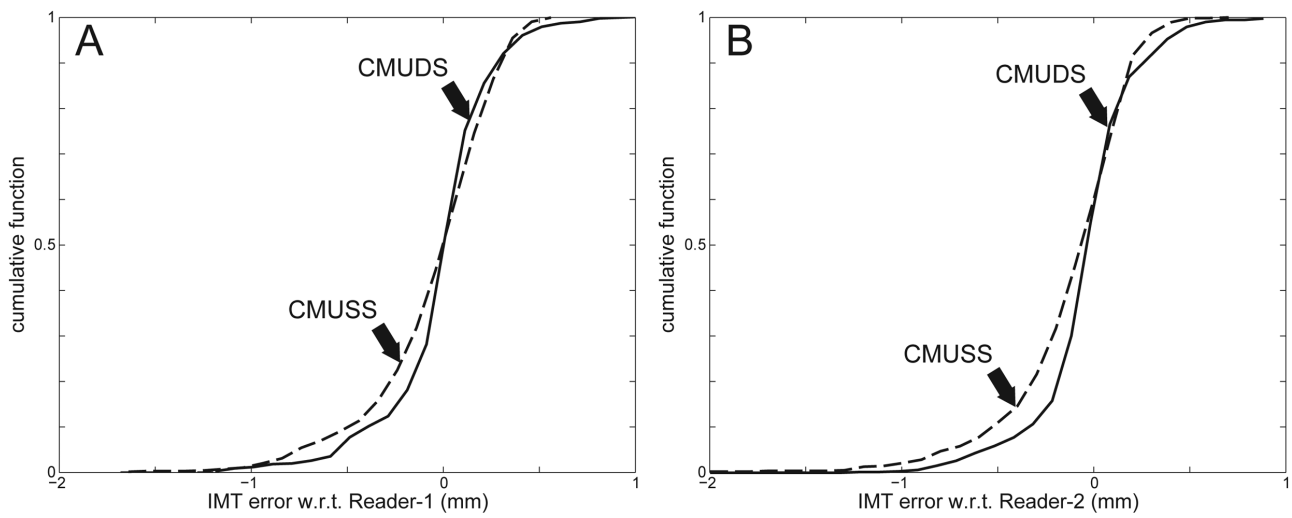 A
CMUDS
CMUSS
cumulative function
1
0.5
0
−2
−1
0
1
IMT error w.r.t. Reader-1 (mm)
B
CMUDS
CMUSS
cumulative function
1
0.5
0
−2
−1
0
1
IMT error w.r.t. Reader-2 (mm)